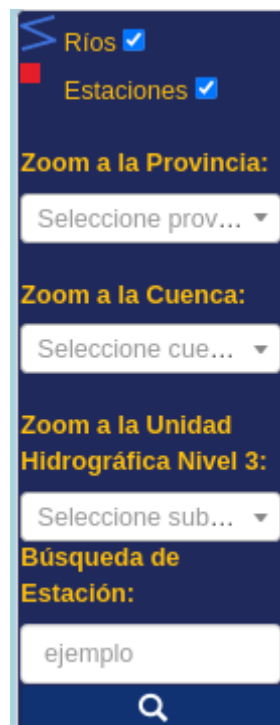 Ríos
Estaciones
Zoom a la Provincia:
Seleccione prov...
Zoom a la Cuenca:
Seleccione cue...
Zoom a la Unidad
Hidrográfica Nivel 3:
Seleccione sub...
Búsqueda de
Estación:
ejemplo